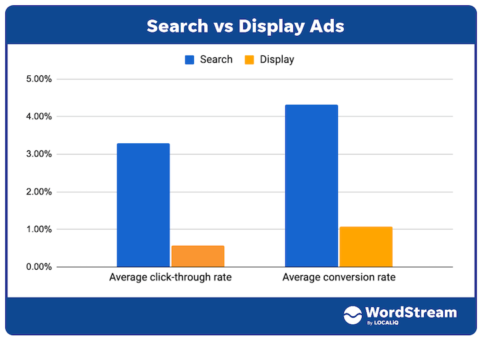 Search vs Display Ads
Search Display
5.00%
4.00%
3.00%
2.00%
1.00%
0.00%
Average click-through rate Average conversion rate
WordStream
By LOCALiQ